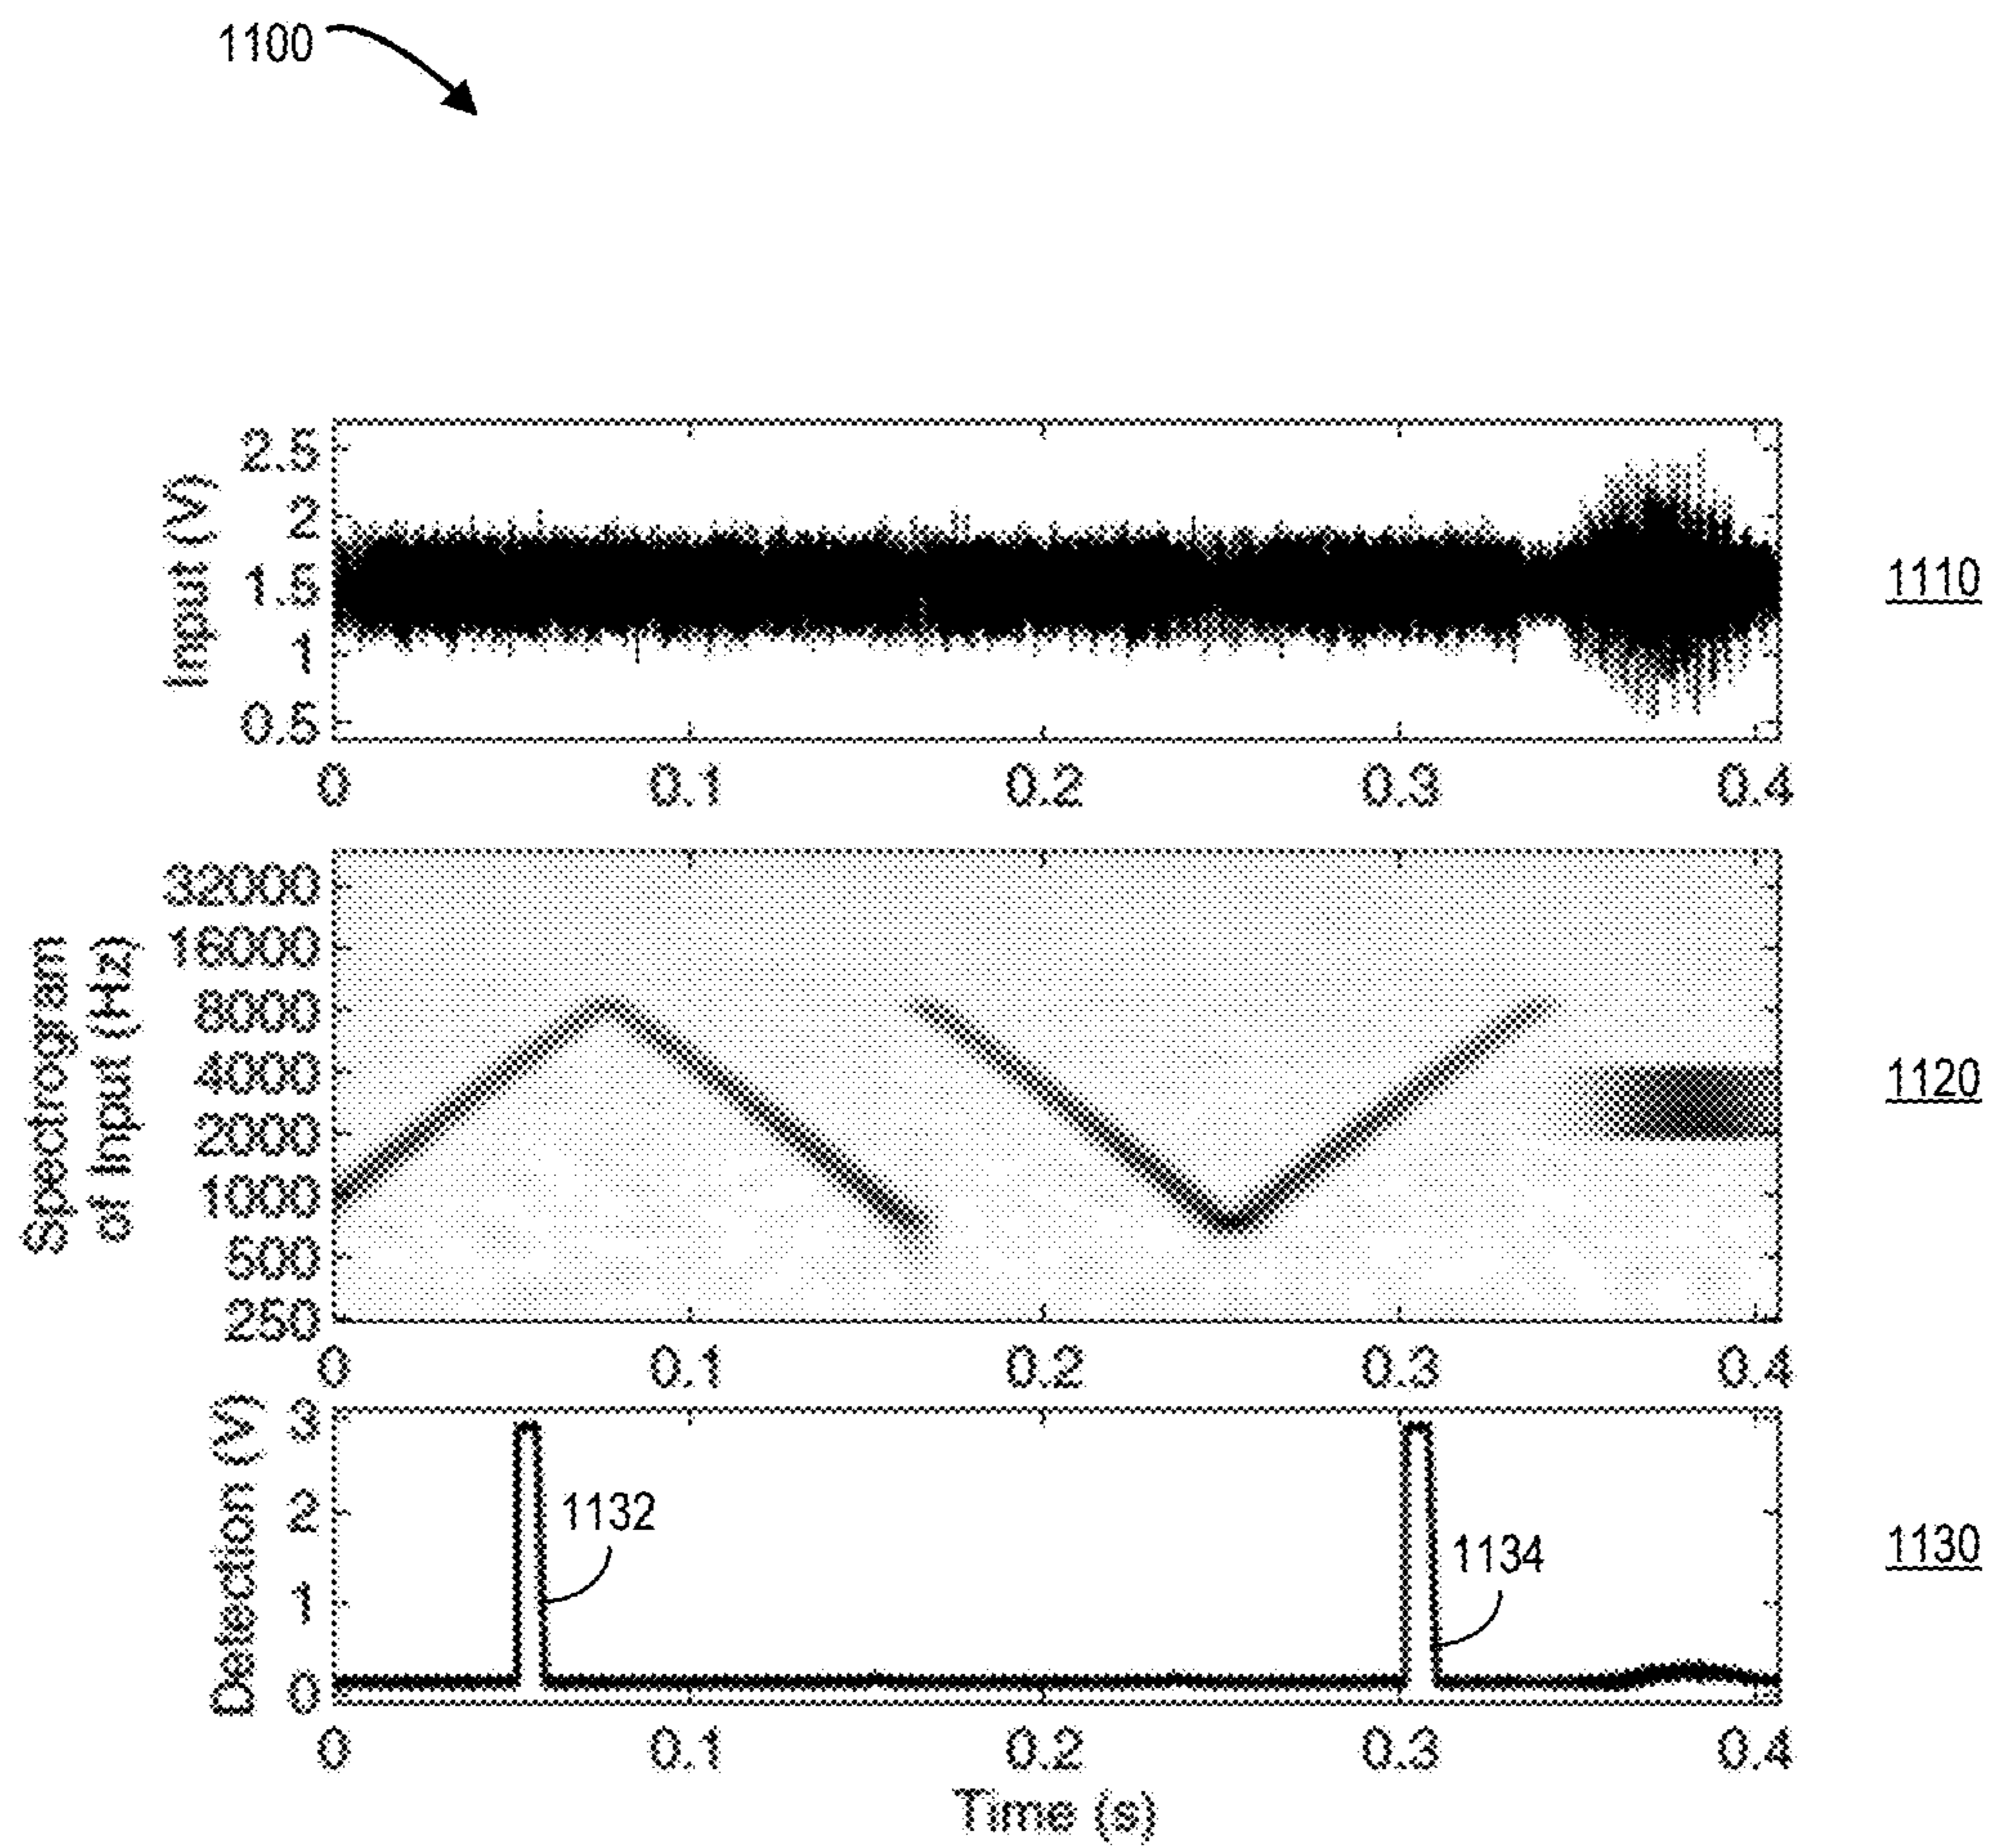 1100
Input (V)
2.5
2
1.5
1
0.5
0 0.1 0.2 0.3 0.4
1110
Spectrogram
of Input (Hz)
32000
16000
8000
4000
2000
1000
500
250
0 0.1 0.2 0.3 0.4
1120
Detection (V)
3
2
1
0
1132
1134
0 0.1 0.2 0.3 0.4
Time (s)
1130